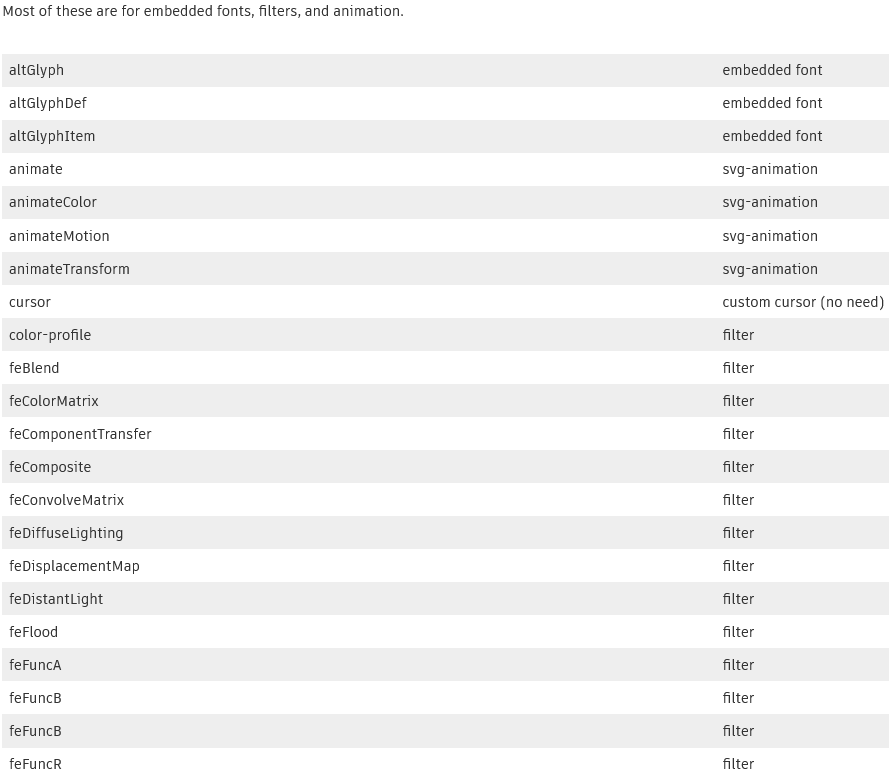 Most of these are for embedded fonts, filters, and animation.
altGlyph embedded font
altGlyphDef embedded font
altGlyphItem embedded font
animate svg-animation
animateColor svg-animation
animateMotion svg-animation
animateTransform svg-animation
cursor custom cursor (no need)
color-profile filter
feBlend filter
feColorMatrix filter
feComponentTransfer filter
feComposite filter
feConvolveMatrix filter
feDiffuseLighting filter
feDisplacementMap filter
feDistantLight filter
feFlood filter
feFuncA filter
feFuncB filter
feFuncB filter
feFuncR filter